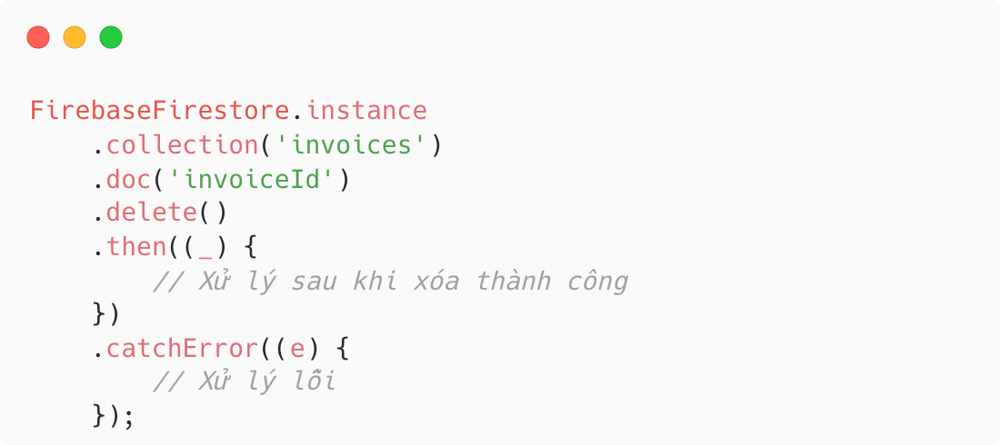 FirebaseFirestore.instance
    .collection('invoices')
    .doc('invoiceId')
    .delete()
    .then((_) {
        // Xử lý sau khi xóa thành công
    })
    .catchError((e) {
        // Xử lý lỗi
    });